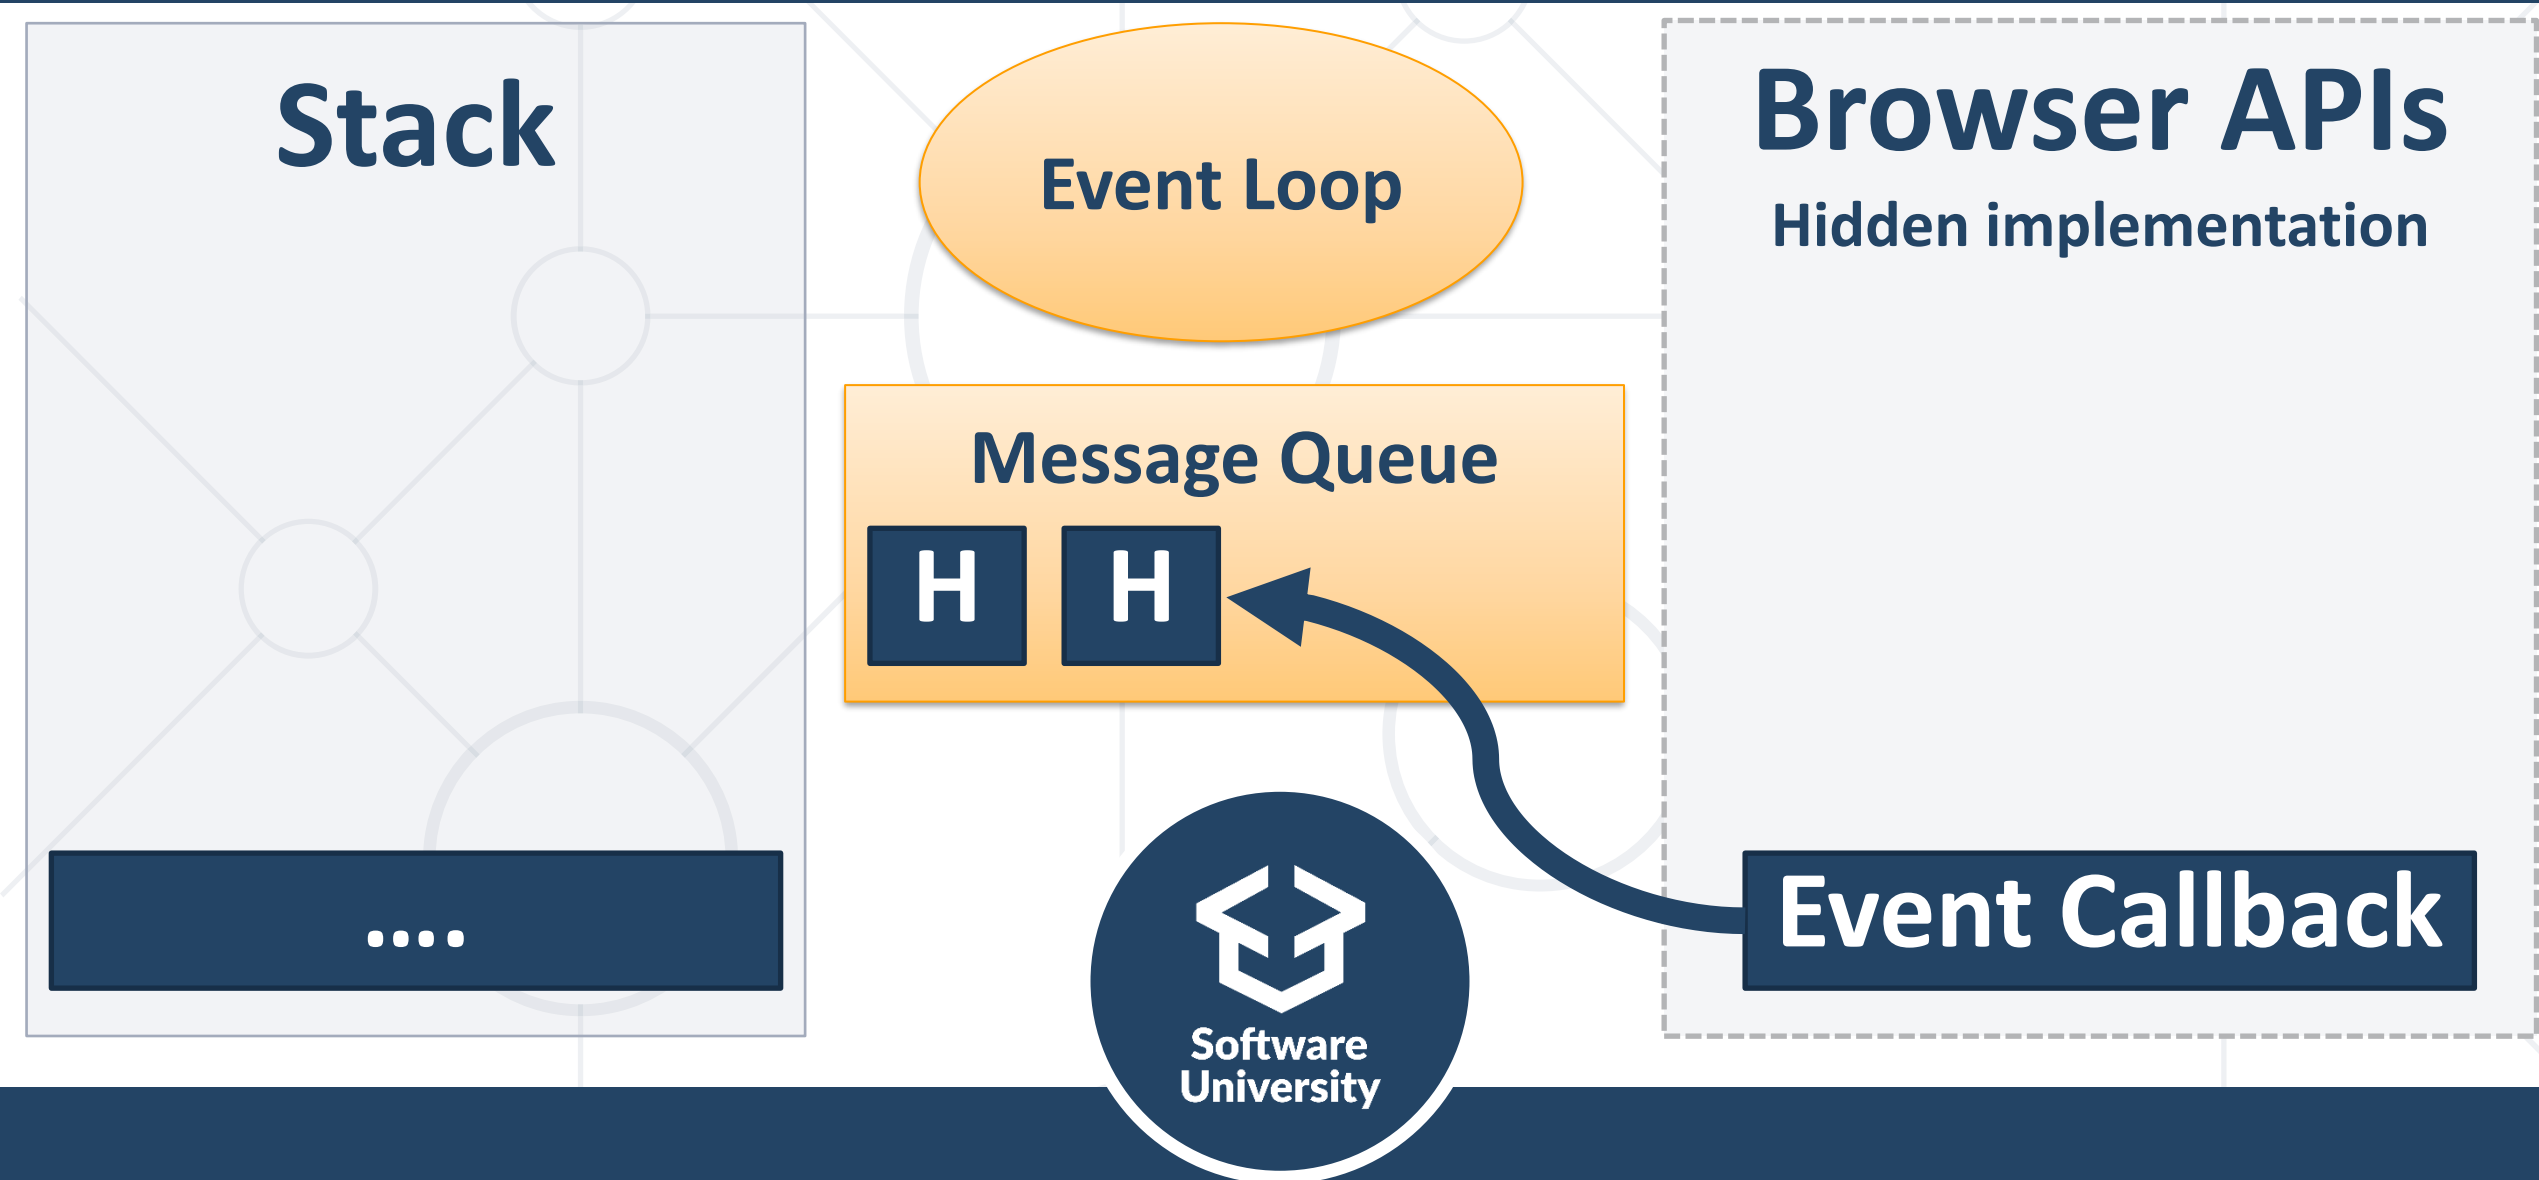 Stack
Event Loop
Browser APIs
Hidden implementation
Message Queue
H H
....
Event Callback
Software
University